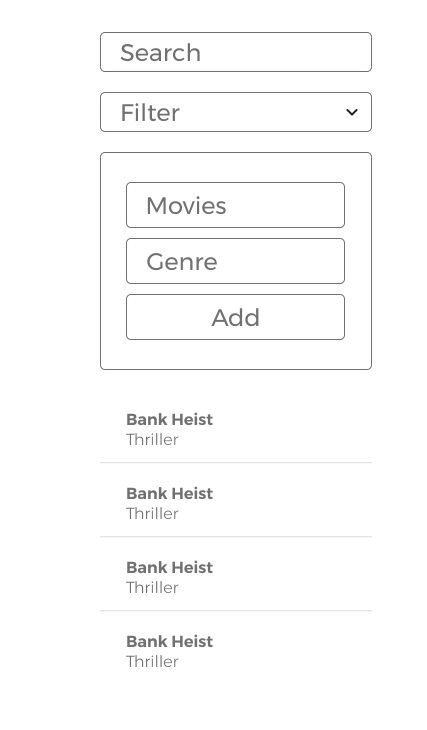 Search
Filter
Movies
Genre
Add
Bank Heist
Thriller
Bank Heist
Thriller
Bank Heist
Thriller
Bank Heist
Thriller